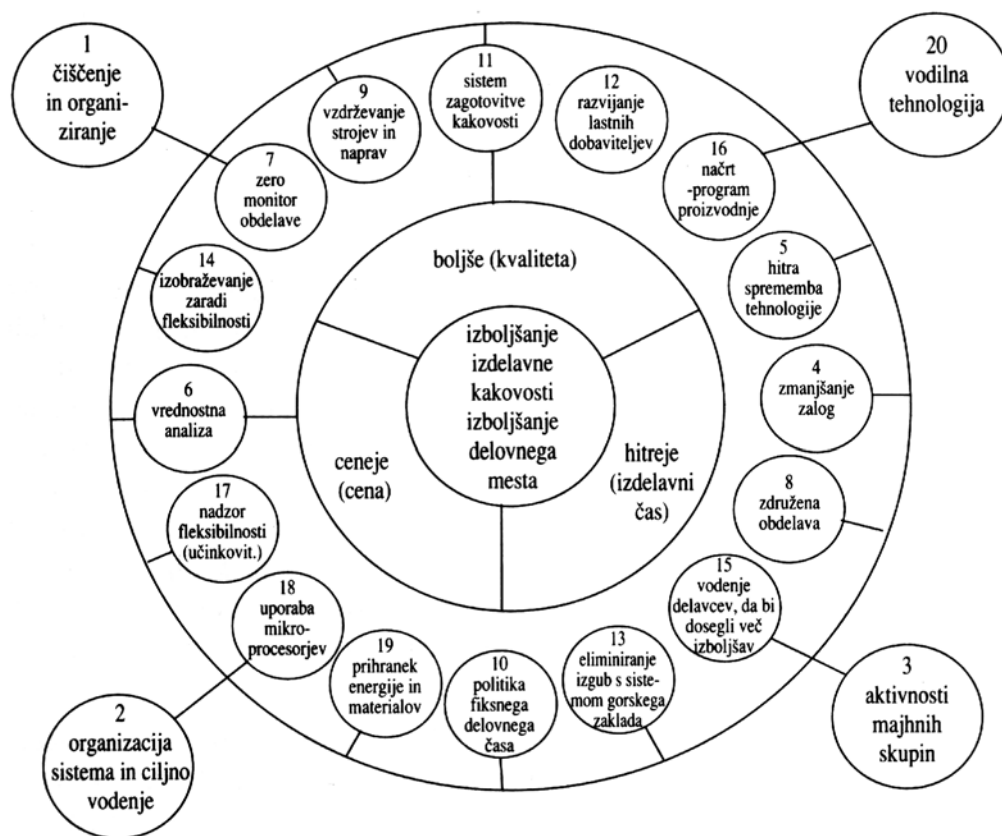 1
čiščenje
in organi-
ziranje
20
vodilna
tehnologija
11
sistem
zagotovitve
kakovosti
12
razvijanje
lastnih
dobaviteljev
9
vzdrževanje
strojev in
naprav
16
načrt
-program
proizvodnje
7
zero
monitor
obdelave
5
hitra
sprememba
tehnologije
14
izobraževanje
zaradi
fleksibilnosti
boljše (kvaliteta)
izboljšanje
izdelavne
kakovosti
izboljšanje
delovnega
mesta
4
zmanjšanje
zalog
6
vrednostna
analiza
ceneje
(cena)
hitreje
(izdelavni
čas)
8
združena
obdelava
17
nadzor
fleksibilnosti
(učinkovit.)
15
vodenje
delavcev, da bi
dosegli več
izboljšav
18
uporaba
mikro-
procesorjev
19
prihranek
energije in
materialov
10
politika
fiksnega
delovnega
časa
13
eliminiranje
izgub s siste-
mom gorskega
zaklada
2
organizacija
sistema in ciljno
vodenje
3
aktivnosti
majhnih
skupin